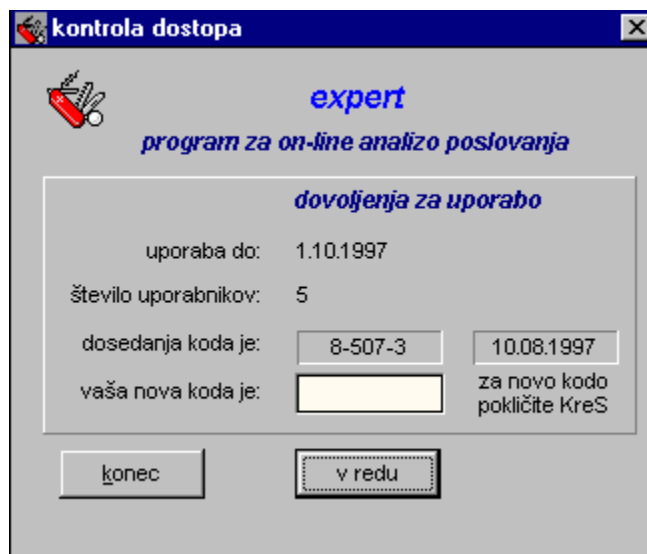 kontrola dostopa
expert
program za on-line analizo poslovanja
dovoljenja za uporabo
uporaba do: 1.10.1997
število uporabnikov: 5
dosedanja koda je: 8-507-3 10.08.1997
vaša nova koda je: za novo kodo
pokličite KreS
konec v redu